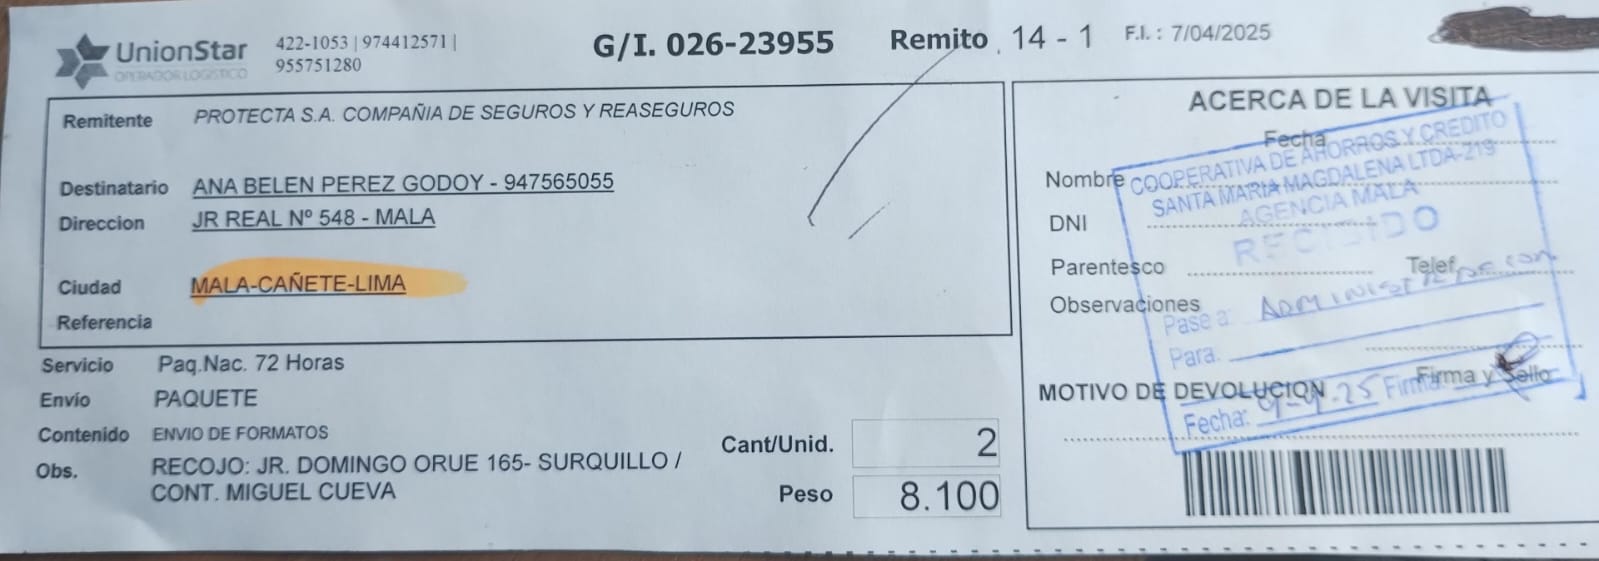 UnionStar
OPERADOR LOGISTICO
422-1053 | 974412571 |
955751280
G/I. 026-23955
Remito 14 - 1
F.I. : 7/04/2025
Remitente PROTECTA S.A. COMPAÑIA DE SEGUROS Y REASEGUROS
Destinatario ANA BELEN PEREZ GODOY - 947565055
Direccion JR REAL Nº 548 - MALA
Ciudad MALA-CAÑETE-LIMA
Referencia
Servicio Paq.Nac. 72 Horas
Envío PAQUETE
Contenido ENVIO DE FORMATOS
Obs. RECOJO: JR. DOMINGO ORUE 165- SURQUILLO /
CONT. MIGUEL CUEVA
Cant/Unid. 2
Peso 8.100
ACERCA DE LA VISITA
Fecha
Nombre
DNI
Parentesco Telef
Observaciones
Firma y Sello
MOTIVO DE DEVOLUCION
COOPERATIVA DE AHORROS Y CREDITO
SANTA MARIA MAGDALENA LTDA-219
AGENCIA MALA
RECIBIDO
Pase a:
Para:
Fecha: Firma